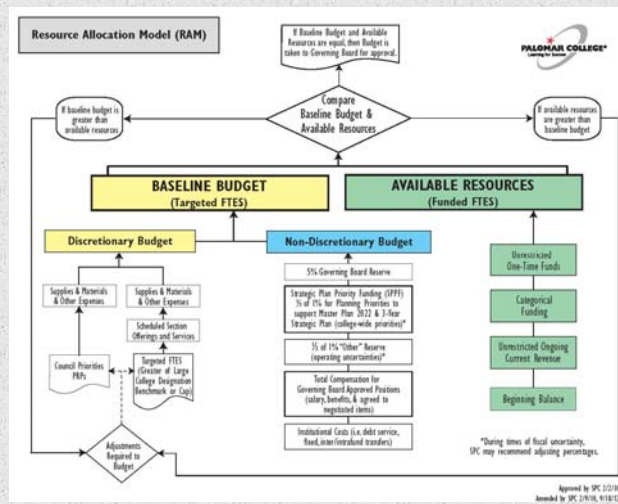 Resource Allocation Model (RAM)
If Baseline Budget and Available
Resources are equal, then Budget is
taken to Governing Board for approval.
PALOMAR COLLEGE®
Learning for Success
If baseline budget is
greater than
available resources
Compare
Baseline Budget &
Available Resources
If available resources
are greater than
baseline budget
BASELINE BUDGET
(Targeted FTES)
AVAILABLE RESOURCES
(Funded FTES)
Discretionary Budget
Non-Discretionary Budget
Supplies & Materials
& Other Expenses
Supplies & Materials
& Other Expenses
Scheduled Section
Offerings and Services
Council Priorities
PRPs
Targeted FTES
(Greater of Large
College Designation
Benchmark or Cap)
Adjustments
Required to
Budget
5% Governing Board Reserve
Strategic Plan Priority Funding (SPPF)
½ of 1% for Planning Priorities to
support Master Plan 2022 & 3-Year
Strategic Plan (college-wide priorities)*
½ of 1% "Other" Reserve
(operating uncertainties)*
Total Compensation for
Governing Board Approved Positions
(salary, benefits, & agreed to
negotiated items)
Institutional Costs (i.e. debt service,
fixed, inter/intrafund transfers)
Unrestricted
One-Time Funds
Categorical
Funding
Unrestricted Ongoing
Current Revenue
Beginning Balance
*During times of fiscal uncertainty,
SPC may recommend adjusting percentages.
Approved by SPC
Amended by SPC